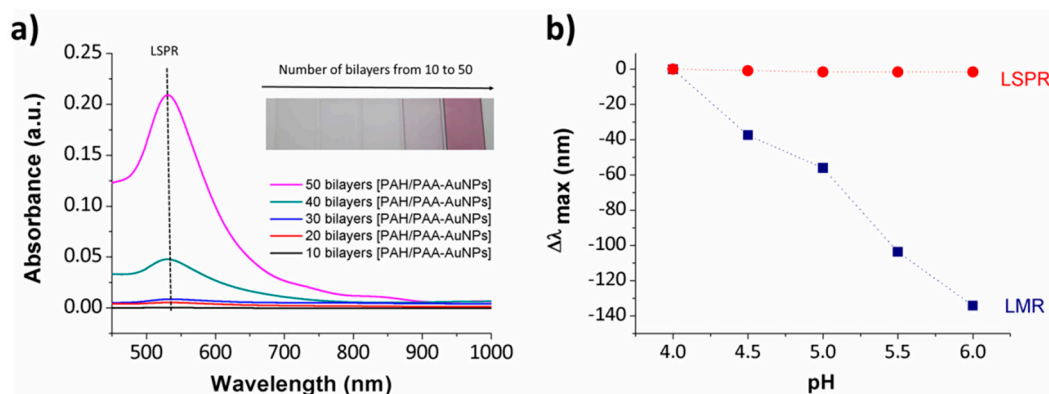 a)
LSPR
Number of bilayers from 10 to 50
Absorbance (a.u.)
0.25
0.20
0.15
0.10
0.05
0.00
50 bilayers [PAH/PAA-AuNPs]
40 bilayers [PAH/PAA-AuNPs]
30 bilayers [PAH/PAA-AuNPs]
20 bilayers [PAH/PAA-AuNPs]
10 bilayers [PAH/PAA-AuNPs]
500 600 700 800 900 1000
Wavelength (nm)
b)
Δλ max (nm)
0
-20
-40
-60
-80
-100
-120
-140
LSPR
LMR
4.0 4.5 5.0 5.5 6.0
pH